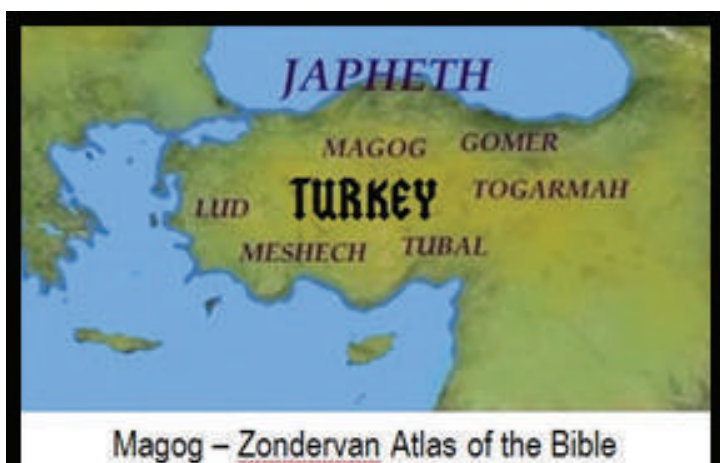 JAPHETH
MAGOG GOMER
LUD TURKEY TOGARMAH
MESHECH TUBAL
Magog – Zondervan Atlas of the Bible